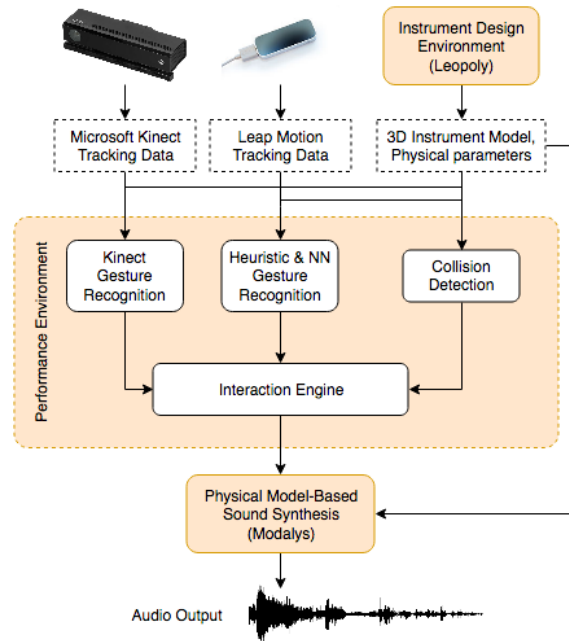 Instrument Design
Environment
(Leopoly)
Microsoft Kinect
Tracking Data
Leap Motion
Tracking Data
3D Instrument Model,
Physical parameters
Performance Environment
Kinect
Gesture
Recognition
Heuristic & NN
Gesture
Recognition
Collision
Detection
Interaction Engine
Physical Model-Based
Sound Synthesis
(Modalys)
Audio Output